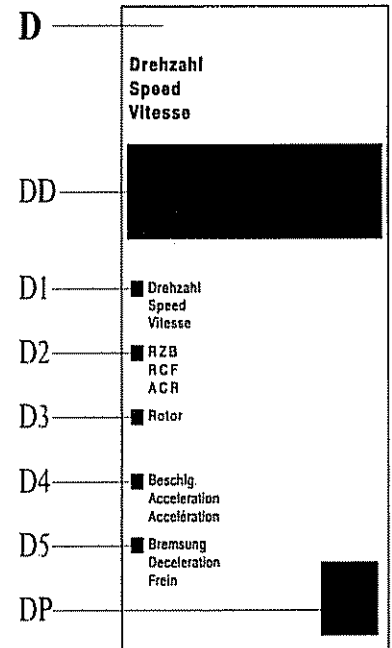 D
Drehzahl
Speed
Vitesse
DD
D1
Drehzahl
Speed
Vitesse
D2
RZB
RCF
ACR
D3
Rotor
D4
Beschlg.
Acceleration
Accelération
D5
Bremsung
Deceleration
Frein
DP